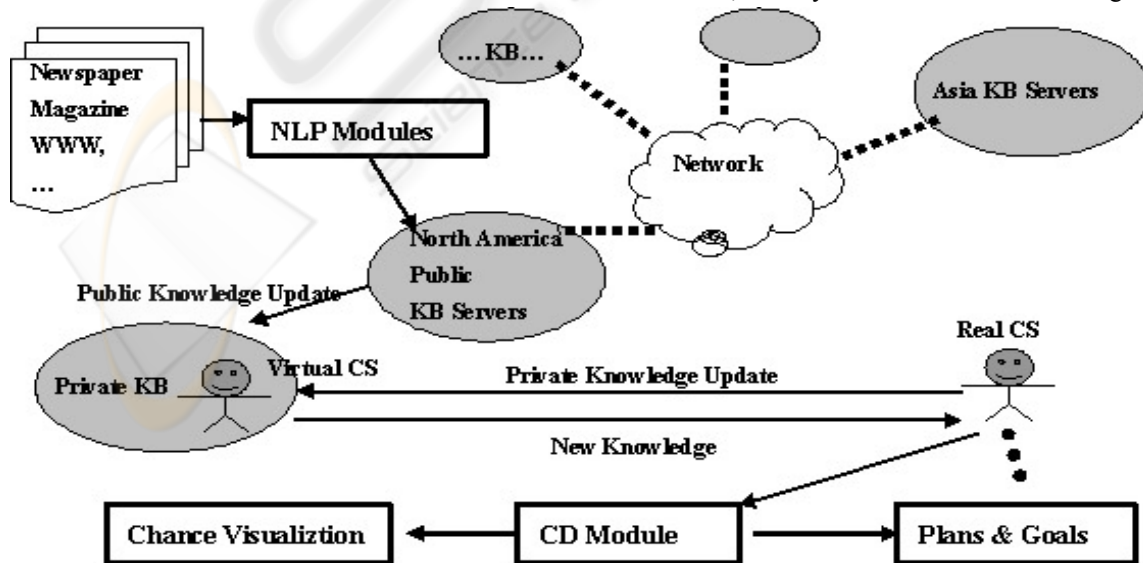 … KB…
Newspaper
Magazine
WWW,
…
NLP Modules
Asia KB Servers
Network
North America
Public
KB Servers
Public Knowledge Update
Real CS
Virtual CS
Private KB
Private Knowledge Update
New Knowledge
Chance Visualiztion
CD Module
Plans & Goals